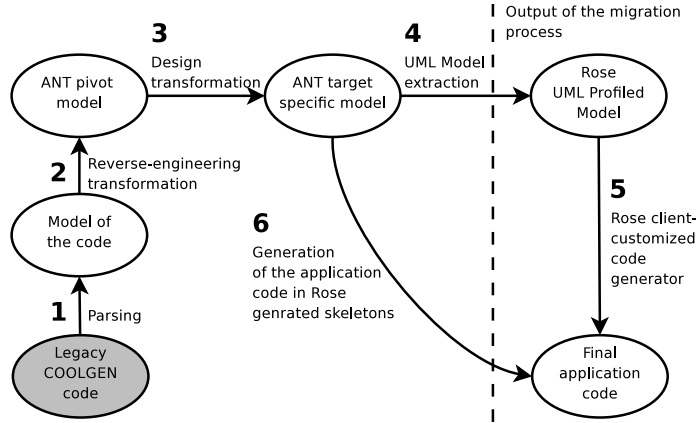 Output of the migration
process
3
Design
transformation
4
UML Model
extraction
ANT pivot
model
ANT target
specific model
Rose
UML Profiled
Model
2
Reverse-engineering
transformation
5
Rose client-
customized
code
generator
Model of
the code
6
Generation
of the application
code in Rose
genrated skeletons
1
Parsing
Legacy
COOLGEN
code
Final
application
code